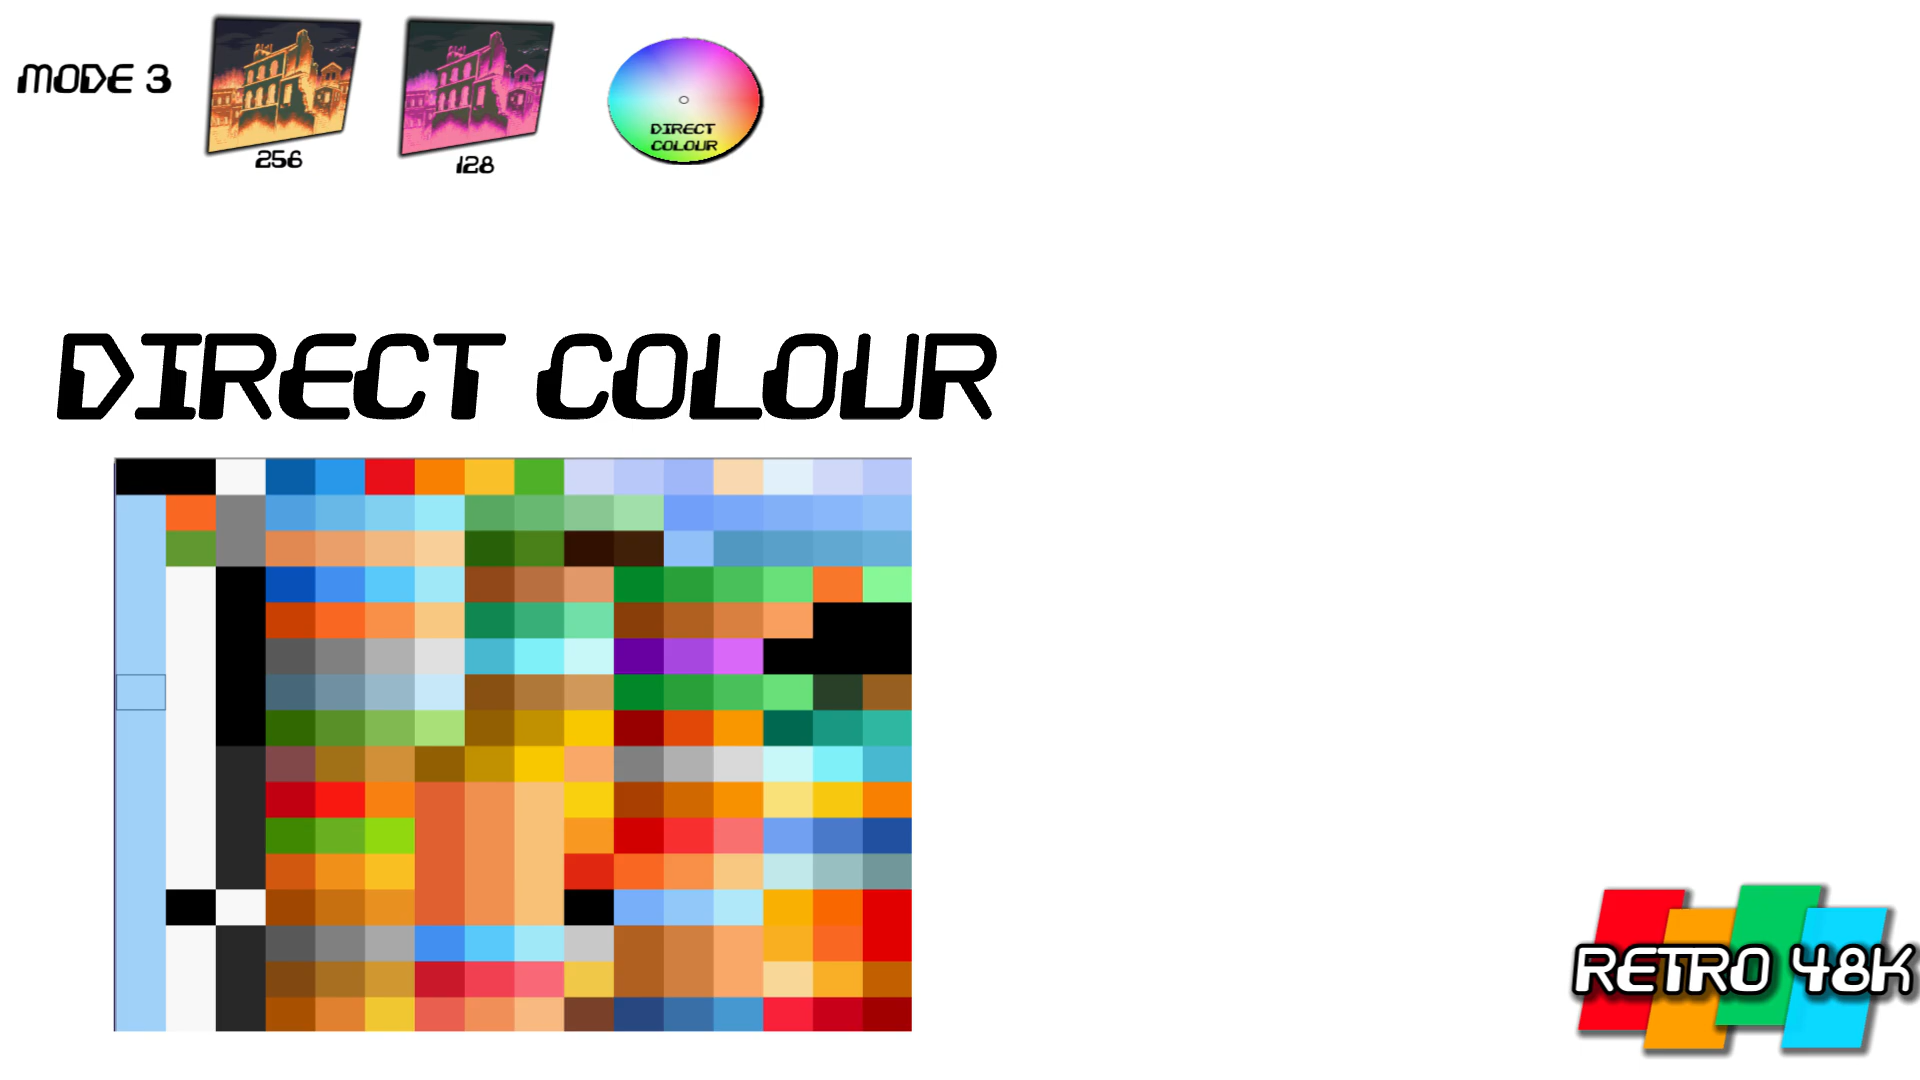 MODE 3
256
128
DIRECT
COLOUR
DIRECT COLOUR
RETRO 48K